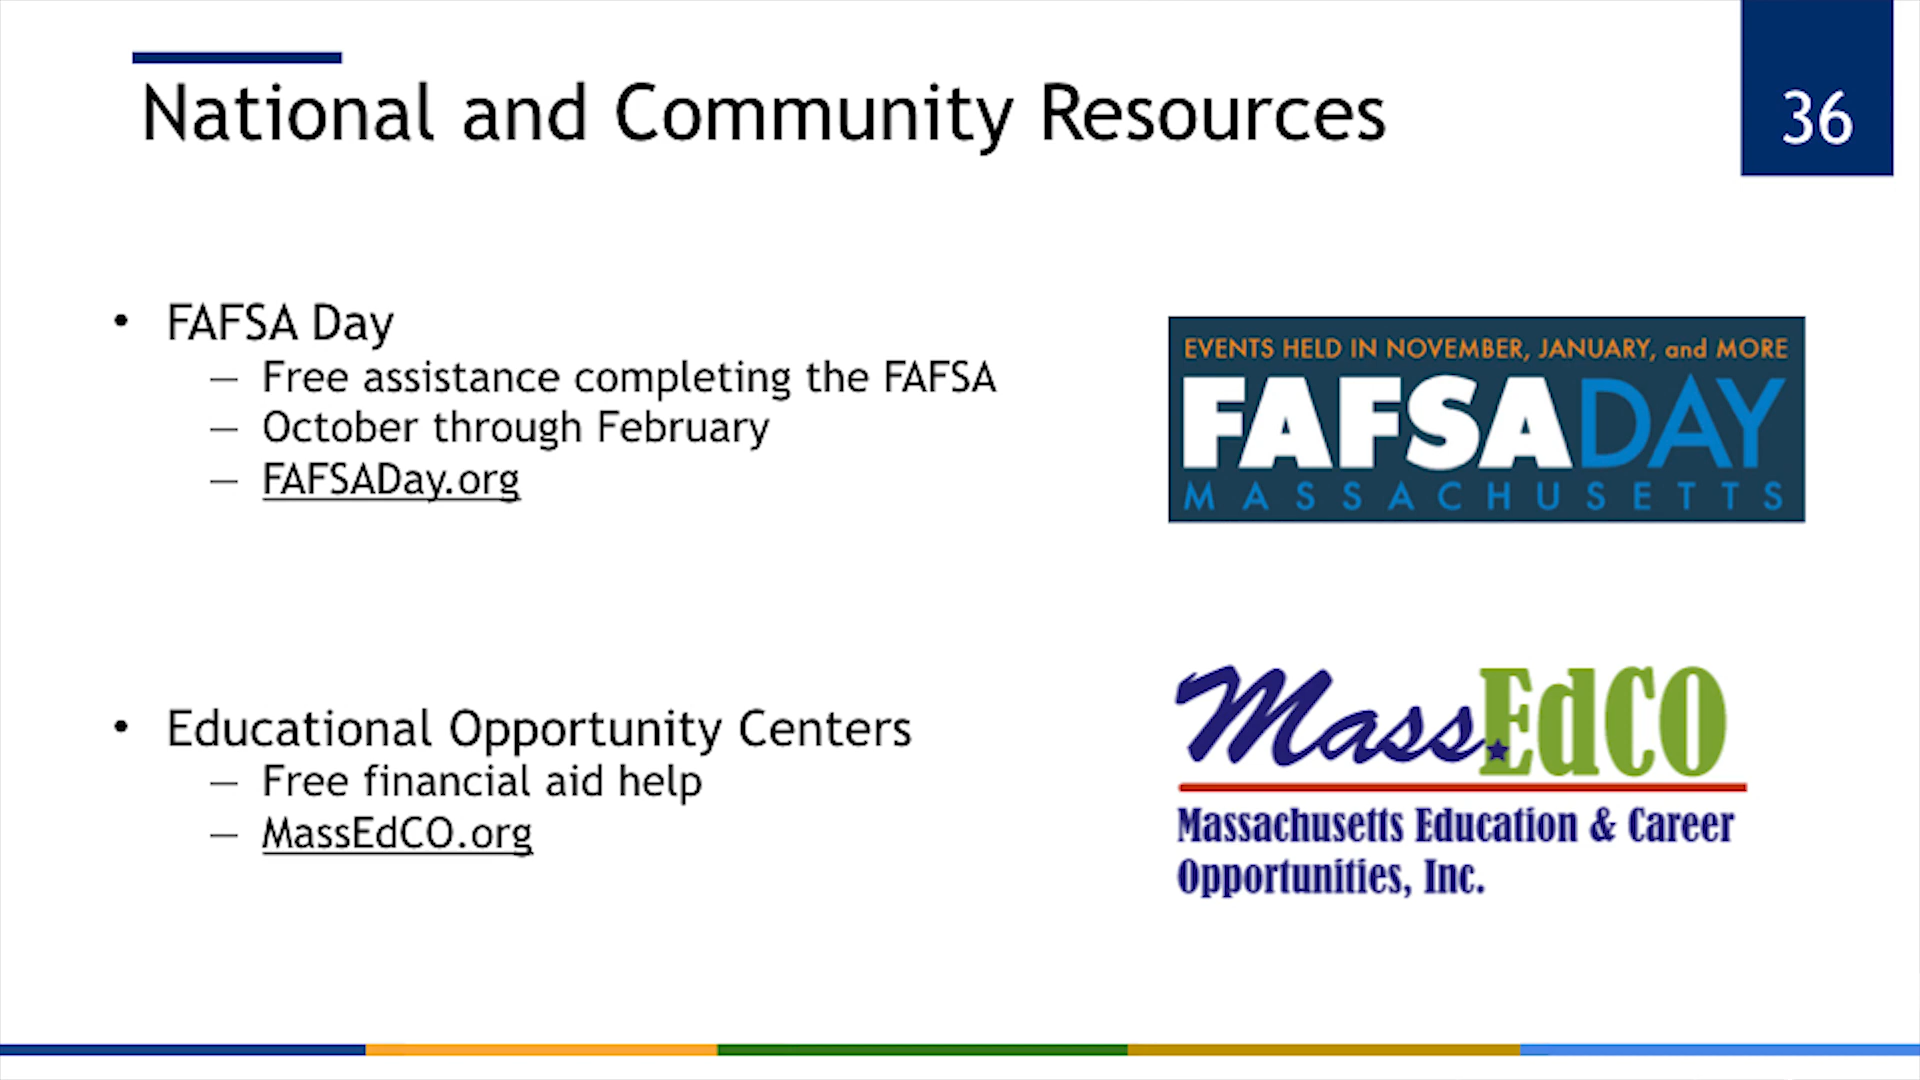 National and Community Resources
36
• FAFSA Day
— Free assistance completing the FAFSA
— October through February
— FAFSADay.org
EVENTS HELD IN NOVEMBER, JANUARY, and MORE
FAFSADAY
MASSACHUSETTS
• Educational Opportunity Centers
— Free financial aid help
— MassEdCO.org
MassEdCO
Massachusetts Education & Career
Opportunities, Inc.